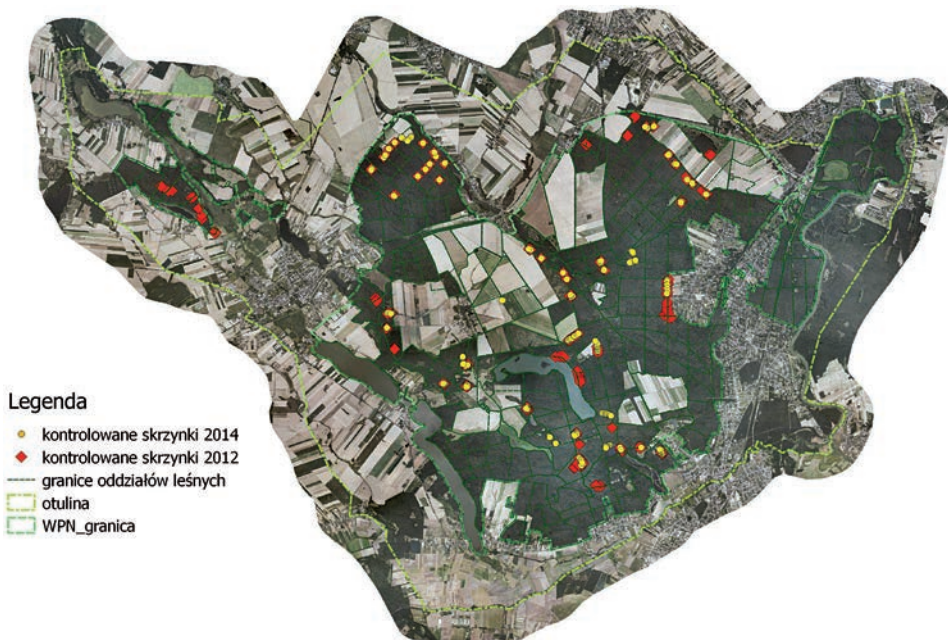 Legenda
kontrolowane skrzynki 2014
kontrolowane skrzynki 2012
granice oddziałów leśnych
otulina
WPN_granica